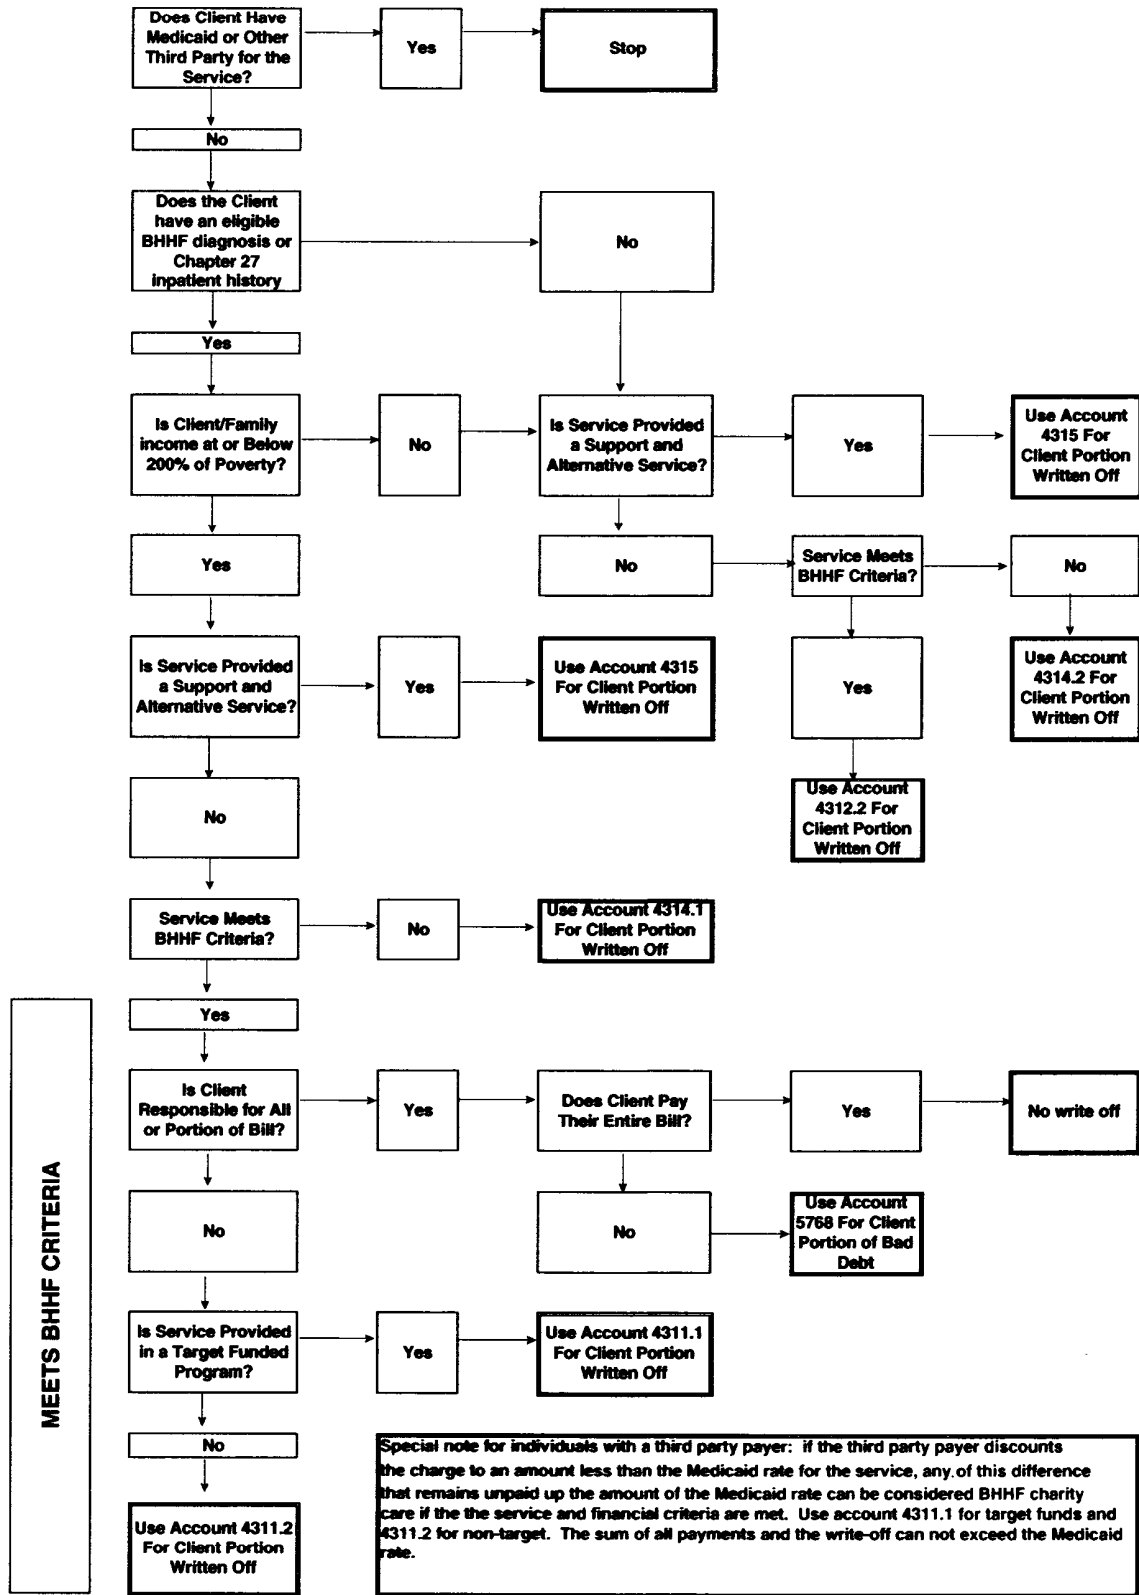 Does Client Have
Medicaid or Other
Third Party for the
Service?
Yes
Stop
No
Does the Client
have an eligible
BHHF diagnosis or
Chapter 27
inpatient history
No
Yes
Is Client/Family
income at or Below
200% of Poverty?
No
Is Service Provided
a Support and
Alternative Service?
Yes
Use Account
4315 For
Client Portion
Written Off
Yes
No
Service Meets
BHHF Criteria?
No
Is Service Provided
a Support and
Alternative Service?
Yes
Use Account 4315
For Client Portion
Written Off
Yes
Use Account
4314.2 For
Client Portion
Written Off
No
Use Account
4312.2 For
Client Portion
Written Off
Service Meets
BHHF Criteria?
No
Use Account 4314.1
For Client Portion
Written Off
Yes
MEETS BHHF CRITERIA
Is Client
Responsible for All
or Portion of Bill?
Yes
Does Client Pay
Their Entire Bill?
Yes
No write off
No
No
Use Account
5768 For Client
Portion of Bad
Debt
Is Service Provided
in a Target Funded
Program?
Yes
Use Account 4311.1
For Client Portion
Written Off
No
Use Account 4311.2
For Client Portion
Written Off
Special note for individuals with a third party payer: if the third party payer discounts
the charge to an amount less than the Medicaid rate for the service, any of this difference
that remains unpaid up the amount of the Medicaid rate can be considered BHHF charity
care if the the service and financial criteria are met. Use account 4311.1 for target funds and
4311.2 for non-target. The sum of all payments and the write-off can not exceed the Medicaid
rate.